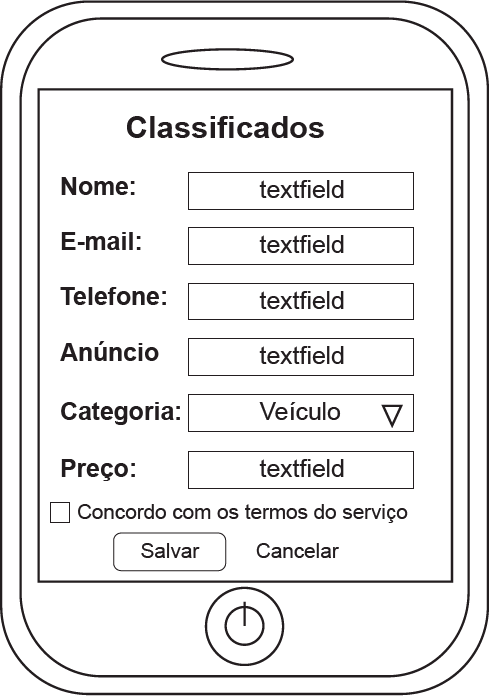 Classificados
Nome: textfield
E-mail: textfield
Telefone: textfield
Anúncio textfield
Categoria: Veículo
Preço: textfield
Concordo com os termos do serviço
Salvar Cancelar